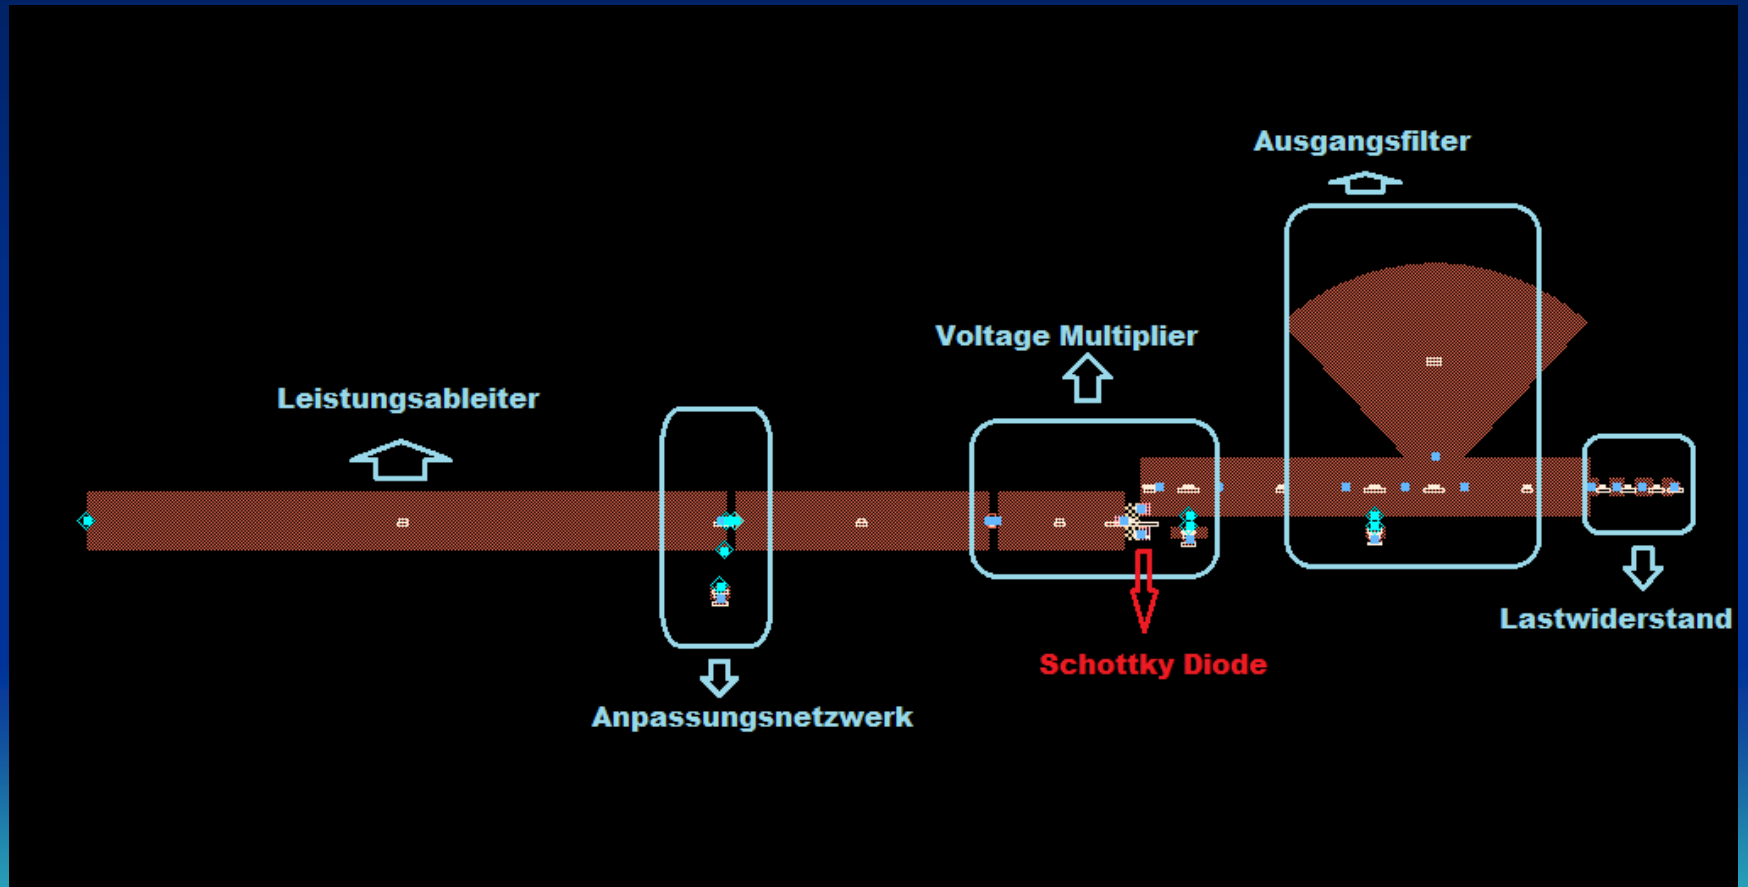 Ausgangsfilter
Voltage Multiplier
Leistungsableiter
Lastwiderstand
Schottky Diode
Anpassungsnetzwerk